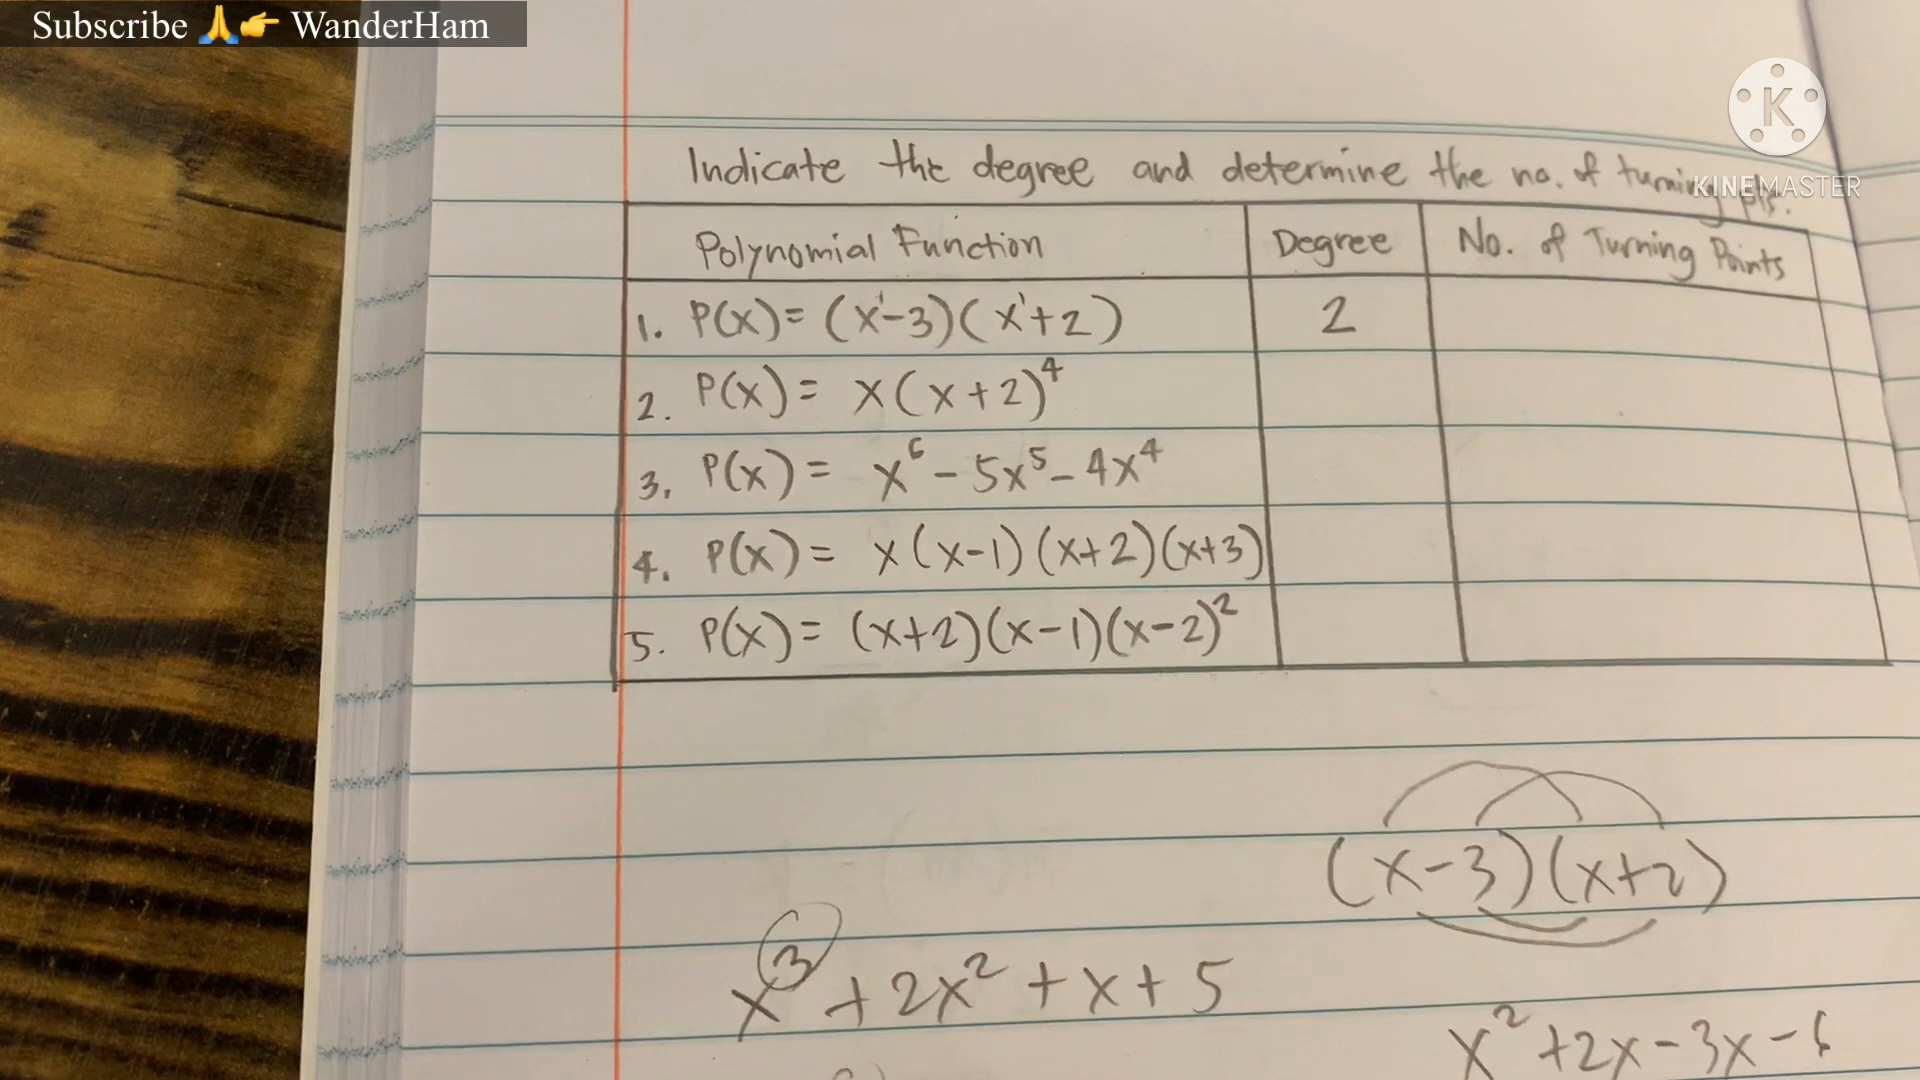 Subscribe 🙏👉 WanderHam
K
KINEMASTER
Indicate the degree and determine the no. of turning pts.
Polynomial Function Degree No. of Turning Points
1. P(x) = (x¹-3)(x¹+2) 2
2. P(x) = x(x+2)⁴
3. P(x) = x⁶ - 5x⁵ - 4x⁴
4. P(x) = x(x-1)(x+2)(x+3)
5. P(x) = (x+2)(x-1)(x-2)²
(x-3)(x+2)
x³ + 2x² + x + 5
x² + 2x - 3x - 6